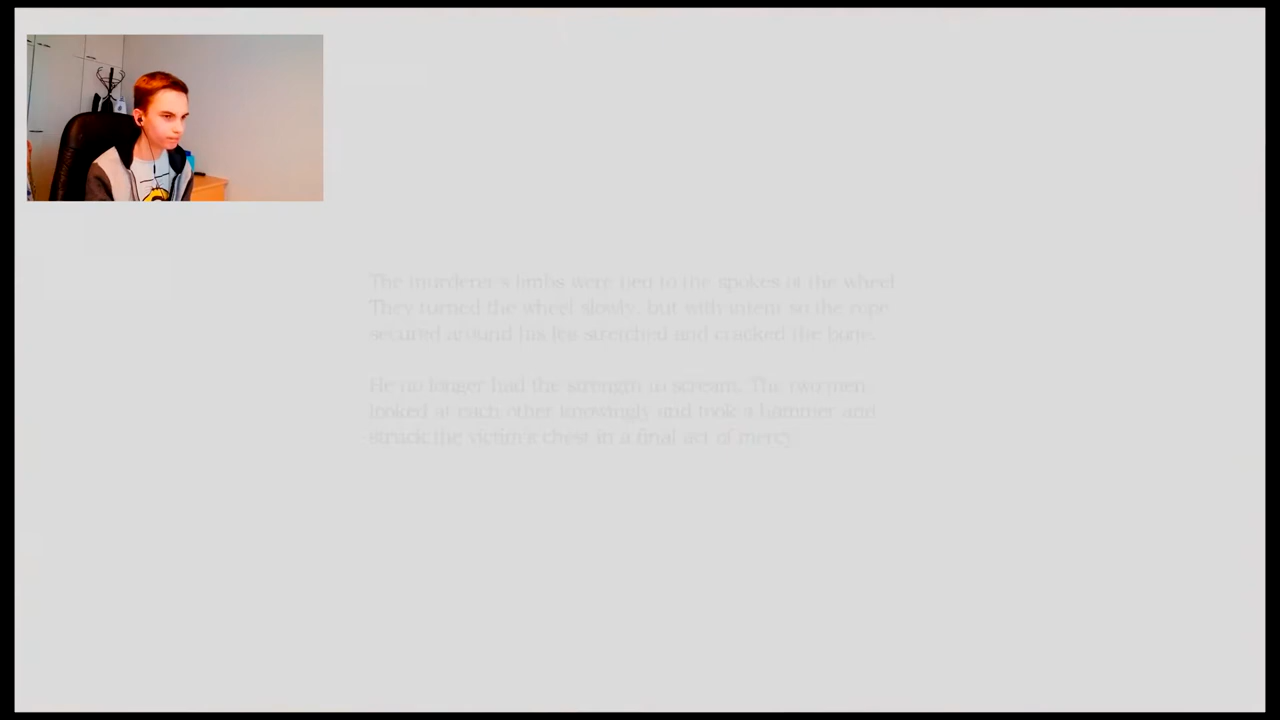 The murderer's limbs were tied to the spokes of the wheel
They turned the wheel slowly, but with intent so the rope
secured around his leg stretched and cracked the bone.
He no longer had the strength to scream. The two men
looked at each other knowingly and took a hammer and
struck the victim's chest in a final act of mercy